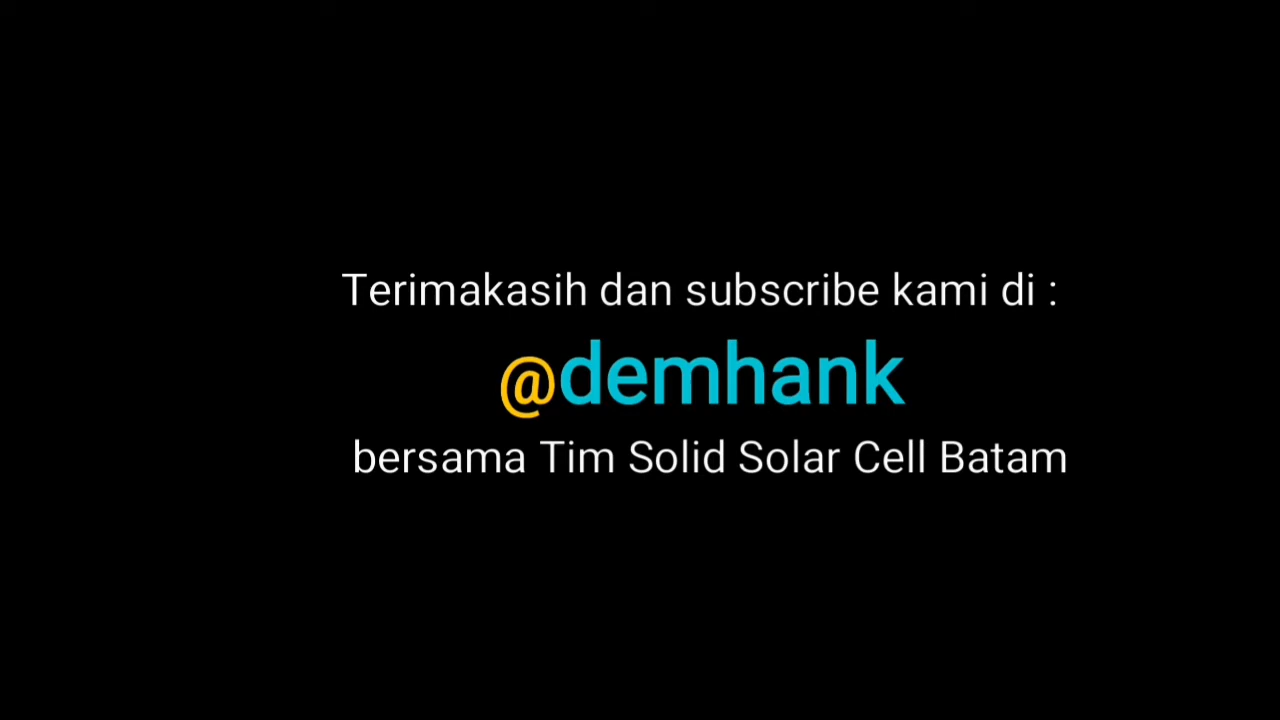 Terimakasih dan subscribe kami di :
@demhank
bersama Tim Solid Solar Cell Batam